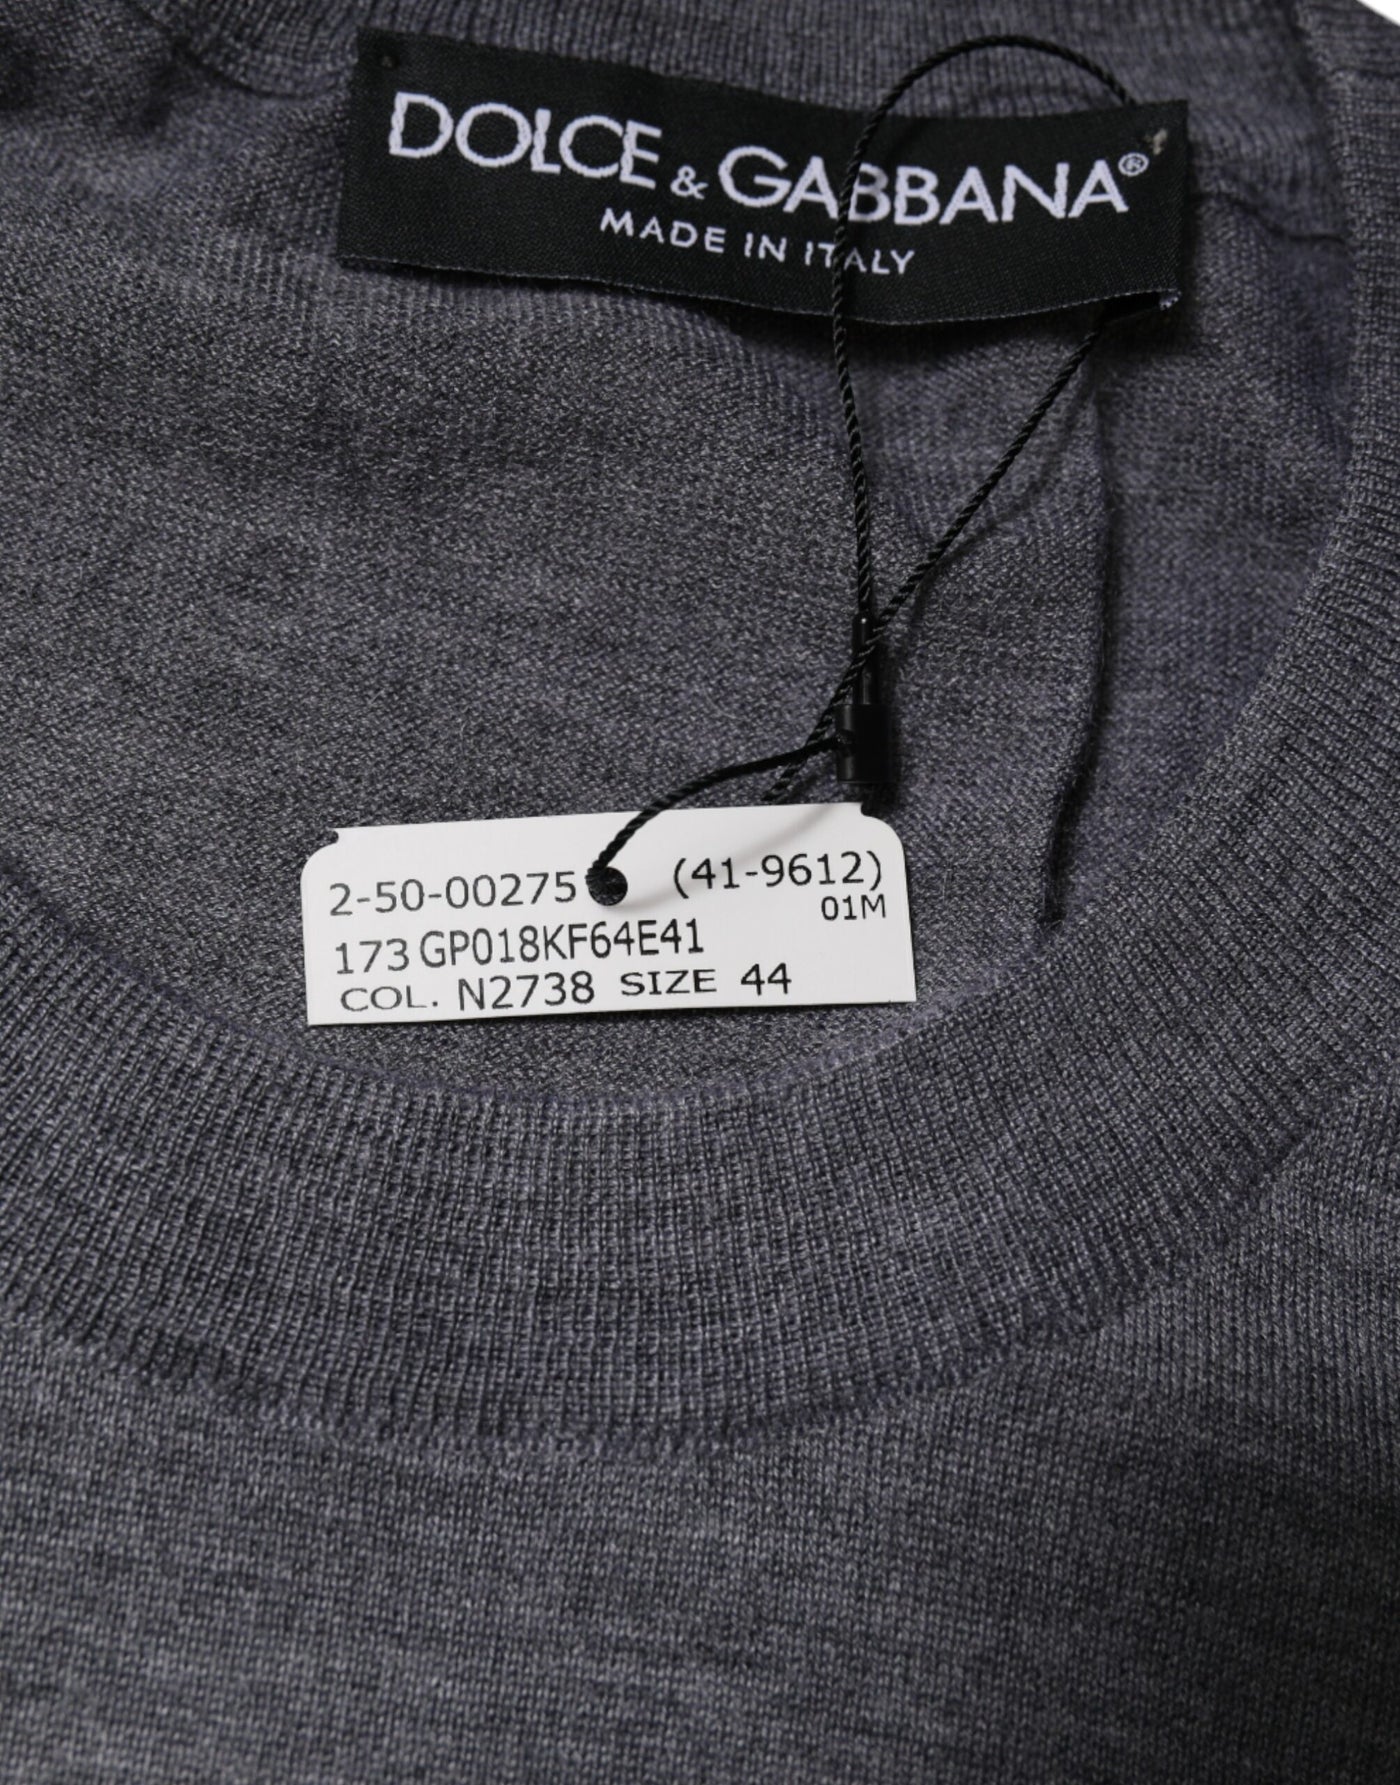 DOLCE & GABBANA®
MADE IN ITALY
2-50-00275 (41-9612)
01M
173 GP018KF64E41
COL. N2738 SIZE 44